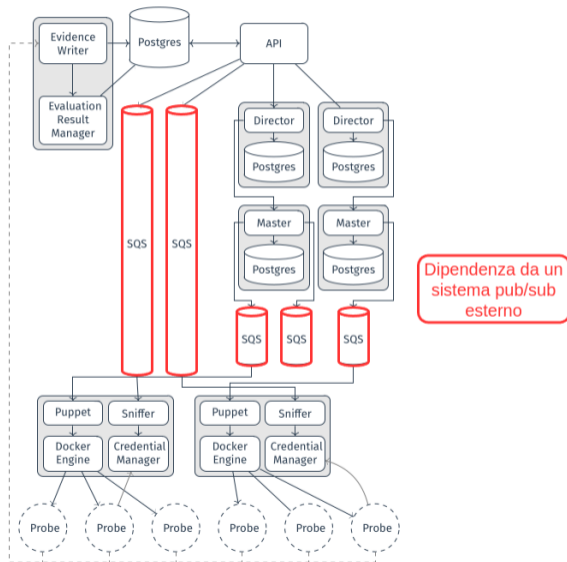 Evidence
Writer
Postgres
API
Evaluation
Result
Manager
Director
Director
Postgres
Postgres
SQS
SQS
Master
Master
Postgres
Postgres
Dipendenza da un
sistema pub/sub
esterno
SQS
SQS
SQS
Puppet
Sniffer
Puppet
Sniffer
Docker
Engine
Credential
Manager
Docker
Engine
Credential
Manager
Probe
Probe
Probe
Probe
Probe
Probe